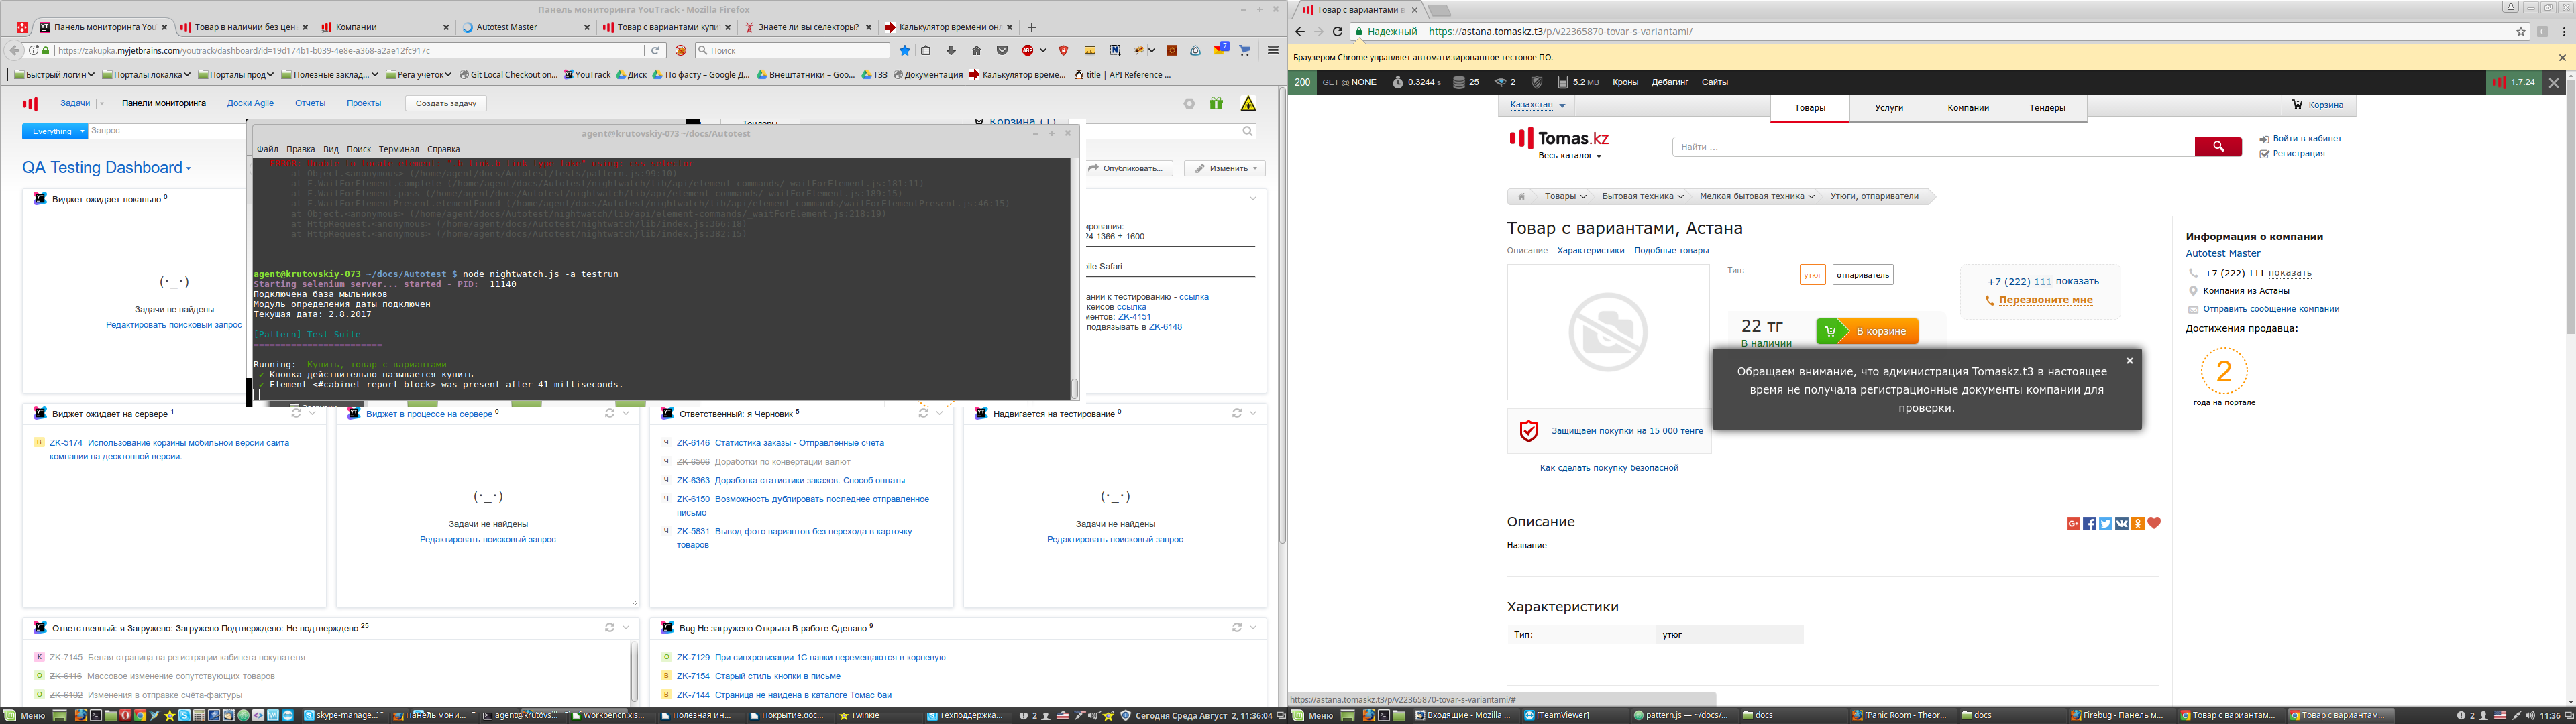 Панель мониторинга YouTrack - Mozilla Firefox
Панель мониторинга You
Товар в наличии без цен
Компании
Autotest Master
Товар с вариантами купи
Знаете ли вы селекторы?
Калькулятор времени онл
https://zakupka.myjetbrains.com/youtrack/dashboard?id=19d174b1-b039-4e8e-a368-a2ae12fc917c
Поиск
Быстрый логин
Порталы локалка
Порталы прод
Полезные заклад...
Рега учёток
Git Local Checkout on...
YouTrack
Диск
По фасту – Google Д...
Внештатники – Goo...
ТЗЗ
Документация
Калькулятор време...
title | API Reference ...
Задачи
Панели мониторинга
Доски Agile
Отчеты
Проекты
Создать задачу
Everything
Запрос
QA Testing Dashboard
Опубликовать...
Изменить
Виджет ожидает локально 0
(·_·)
Задачи не найдены
Редактировать поисковый запрос
Тендеры
Корзина (1)
agent@krutovskiy-073 ~/docs/Autotest
Файл Правка Вид Поиск Терминал Справка
at Object.<anonymous> (/home/agent/docs/Autotest/tests/pattern.js:99:18)
at F.WaitForElement.complete (/home/agent/docs/Autotest/nightwatch/lib/api/element-commands/_waitForElement.js:181:11)
at F.WaitForElement.pass (/home/agent/docs/Autotest/nightwatch/lib/api/element-commands/_waitForElement.js:189:15)
at F.WaitForElementPresent.elementFound (/home/agent/docs/Autotest/nightwatch/lib/api/element-commands/waitForElementPresent.js:46:15)
at Object.<anonymous> (/home/agent/docs/Autotest/nightwatch/lib/api/element-commands/_waitForElement.js:218:19)
at HttpRequest.<anonymous> (/home/agent/docs/Autotest/nightwatch/lib/index.js:366:18)
at HttpRequest.<anonymous> (/home/agent/docs/Autotest/nightwatch/lib/index.js:382:15)
agent@krutovskiy-073 ~/docs/Autotest $ node nightwatch.js -a testrun
Starting selenium server... started - PID: 11140
Подключена база мыльников
Модуль определения даты подключен
Текущая дата: 2.8.2017
[Pattern] Test Suite
========================
Running: Купить, товар с вариантами
✔ Кнопка действительно называется купить
✔ Element <#cabinet-report-block> was present after 41 milliseconds.
ирования:
24 1366 + 1600
ile Safari
аний к тестированию - ссылка
кейсов ссылка
ментов: ZK-4151
подвязывать в ZK-6148
Виджет ожидает на сервере 1
В ZK-5174 Использование корзины мобильной версии сайта
компании на десктопной версии.
Виджет в процессе на сервере 0
(·_·)
Задачи не найдены
Редактировать поисковый запрос
Ответственный: я Черновик 5
Ч ZK-6146 Статистика заказы - Отправленные счета
Ч ZK-6506 Доработки по конвертации валют
Ч ZK-6363 Доработка статистики заказов. Способ оплаты
Ч ZK-6150 Возможность дублировать последнее отправленное
письмо
Ч ZK-5831 Вывод фото вариантов без перехода в карточку
товаров
Надвигается на тестирование 0
(·_·)
Задачи не найдены
Редактировать поисковый запрос
Ответственный: я Загружено: Загружено Подтверждено: Не подтверждено 25
К ZK-7145 Белая страница на регистрации кабинета покупателя
О ZK-6116 Массовое изменение сопутствующих товаров
О ZK-6102 Изменения в отправке счёта-фактуры
Bug Не загружено Открыта В работе Сделано 9
О ZK-7129 При синхронизации 1С папки перемещаются в корневую
В ZK-7154 Старый стиль кнопки в письме
В ZK-7144 Страница не найдена в каталоге Томас бай
Меню
skype-manage...
Панель мони...
agent@krutovs...
Workbench.xls...
Полезная ин...
Покрытие.doc...
Twinkle
Техподдержка...
2
Сегодня Среда Август 2, 11:36:04
Товар с вариантами в
Надежный
https://astana.tomaskz.t3/p/v22365870-tovar-s-variantami/
Браузером Chrome управляет автоматизированное тестовое ПО.
200
GET @ NONE
0.3244 s
25
2
5.2 MB
Кроны
Дебагинг
Сайты
1.7.24
Казахстан
Товары
Услуги
Компании
Тендеры
Корзина
Tomas.kz
Весь каталог
Найти ...
Войти в кабинет
Регистрация
Товары
Бытовая техника
Мелкая бытовая техника
Утюги, отпариватели
Товар с вариантами, Астана
Описание
Характеристики
Подобные товары
Тип:
утюг
отпариватель
22 тг
В наличии
В корзине
+7 (222) 111 показать
Перезвоните мне
Информация о компании
Autotest Master
+7 (222) 111 показать
Компания из Астаны
Отправить сообщение компании
Достижения продавца:
2
года на портале
Обращаем внимание, что администрация Tomaskz.t3 в настоящее
время не получала регистрационные документы компании для
проверки.
Защищаем покупки на 15 000 тенге
Как сделать покупку безопасной
Описание
Название
Характеристики
Тип:
утюг
https://astana.tomaskz.t3/p/v22365870-tovar-s-variantami/#
Меню
Входящие - Mozilla ...
[TeamViewer]
pattern.js — ~/docs/...
docs
[Panic Room - Theor...
docs
Firebug - Панель м...
Товар с вариантам...
Товар с вариантам...
2
11:36